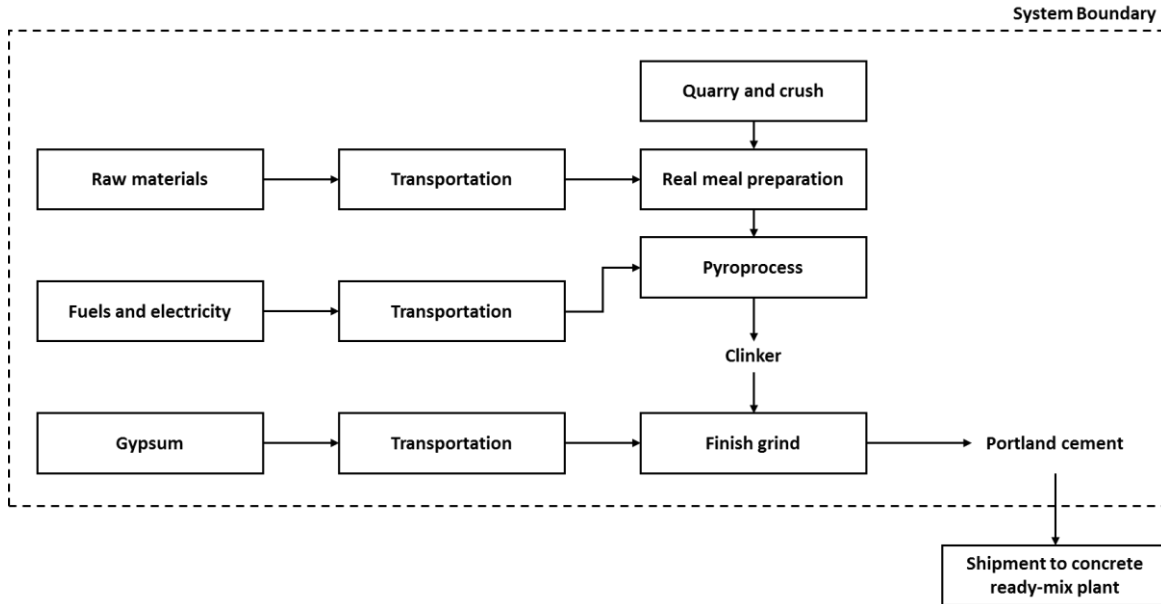 System Boundary
Quarry and crush
Raw materials
Transportation
Real meal preparation
Pyroprocess
Fuels and electricity
Transportation
Clinker
Gypsum
Transportation
Finish grind
Portland cement
Shipment to concrete
ready-mix plant